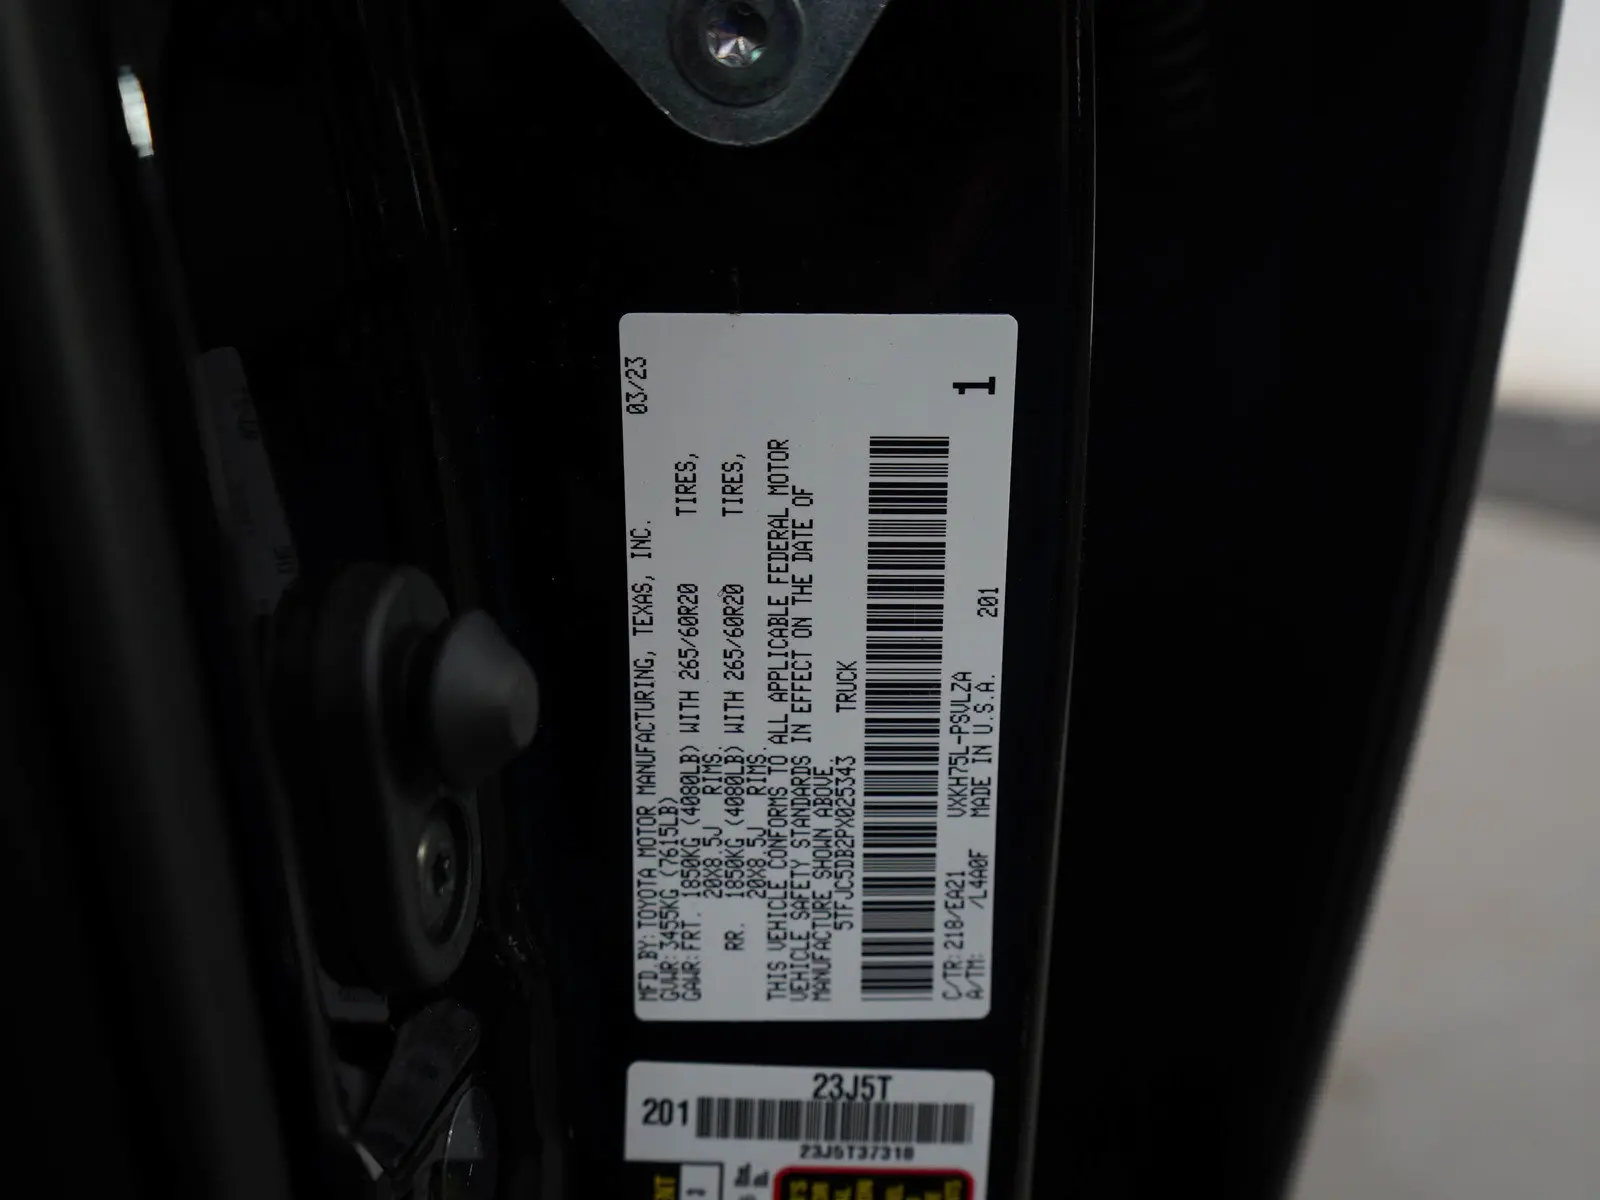 03/23
MFD BY: TOYOTA MOTOR MANUFACTURING, TEXAS, INC.
GVWR: 3455KG (7615LB)
GAWR: FRT. 1850KG (4080LB) WITH 265/60R20 TIRES,
20X8.5J RIMS,
RR. 1850KG (4080LB) WITH 265/60R20 TIRES,
20X8.5J RIMS.
THIS VEHICLE CONFORMS TO ALL APPLICABLE FEDERAL MOTOR
VEHICLE SAFETY STANDARDS IN EFFECT ON THE DATE OF
MANUFACTURE SHOWN ABOVE.
5TFJC5DB2PX025343 TRUCK
1
C/TR: 218/EA21 VXKH75L-PSVLZA
A/TM: /L4A0F MADE IN U.S.A. 201
23J5T
201
23J5T37318